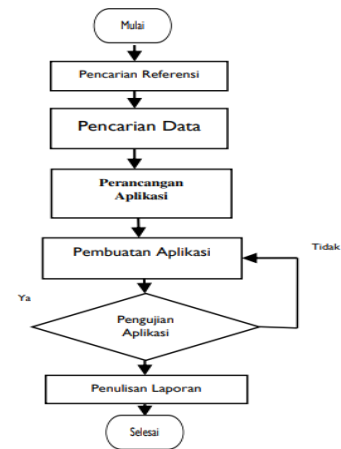 Mulai
Pencarian Referensi
Pencarian Data
Perancangan
Aplikasi
Pembuatan Aplikasi
Tidak
Ya
Pengujian
Aplikasi
Penulisan Laporan
Selesai